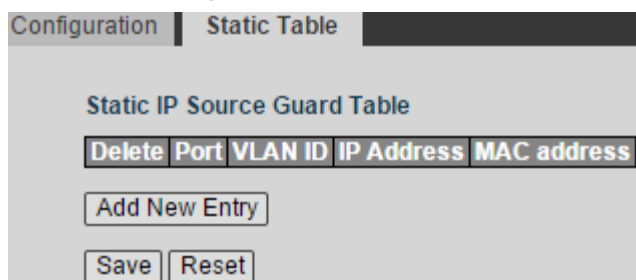 Configuration Static Table
Static IP Source Guard Table
Delete Port VLAN ID IP Address MAC address
Add New Entry
Save Reset